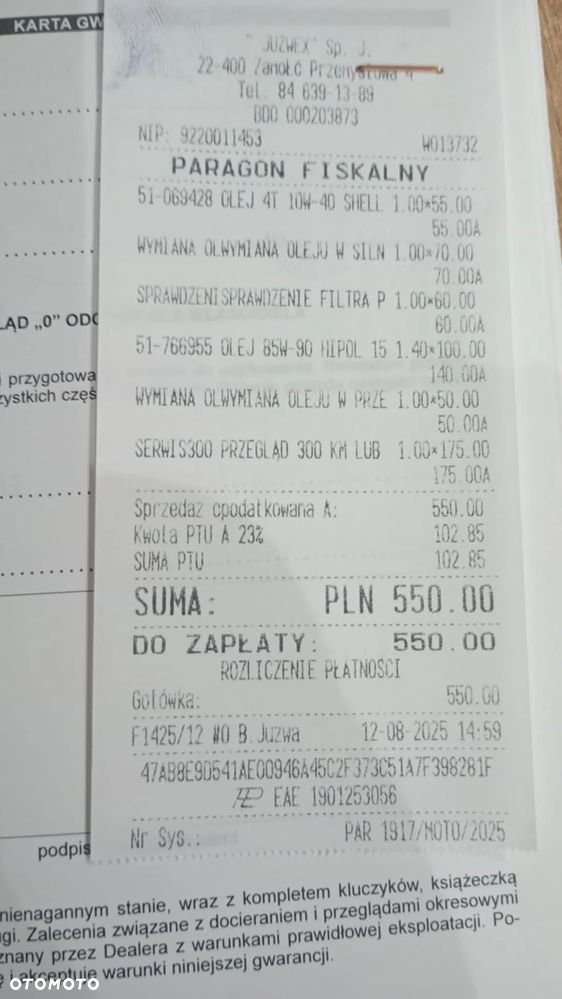 KARTA GW
" JUZWEX" Sp. J.
22-400 Zamość Przemysłowa 4
Tel. 84 639-13-89
BDO 000203873
NIP: 9220011453 W013732
PARAGON FISKALNY
51-069428 OLEJ 4T 10W-40 SHELL 1.00*55.00
55.00A
WYMIANA OLWYMIANA OLEJU W SILN 1.00*70.00
70.00A
SPRAWDZENISPRAWDZENIE FILTRA P 1.00*60.00
60.00A
51-766955 OLEJ 85W-90 HIPOL 15 1.40*100.00
140.00A
WYMIANA OLWYMIANA OLEJU W PRZE 1.00*50.00
50.00A
SERWIS300 PRZEGLĄD 300 KM LUB 1.00*175.00
175.00A
Sprzedaż opodatkowana A: 550.00
Kwota PTU A 23% 102.85
SUMA PTU 102.85
SUMA: PLN 550.00
DO ZAPŁATY: 550.00
ROZLICZENIE PŁATNOŚCI
Gotówka: 550.00
F1425/12 #0 B.Juzwa 12-08-2025 14:59
47AB8E9D541AE00946A45C2F373C51A7F398281F
EAE 1901253056
Nr Sys.: PAR 1917/MOTO/2025
LĄD „0” ODC
i przygotowa
zystkich częś
podpis
nienagannym stanie, wraz z kompletem kluczyków, książeczką
ugi. Zalecenia związane z docieraniem i przeglądami okresowymi
znany przez Dealera z warunkami prawidłowej eksploatacji. Po-
ę i akceptuję warunki niniejszej gwarancji.
OTOMOTO